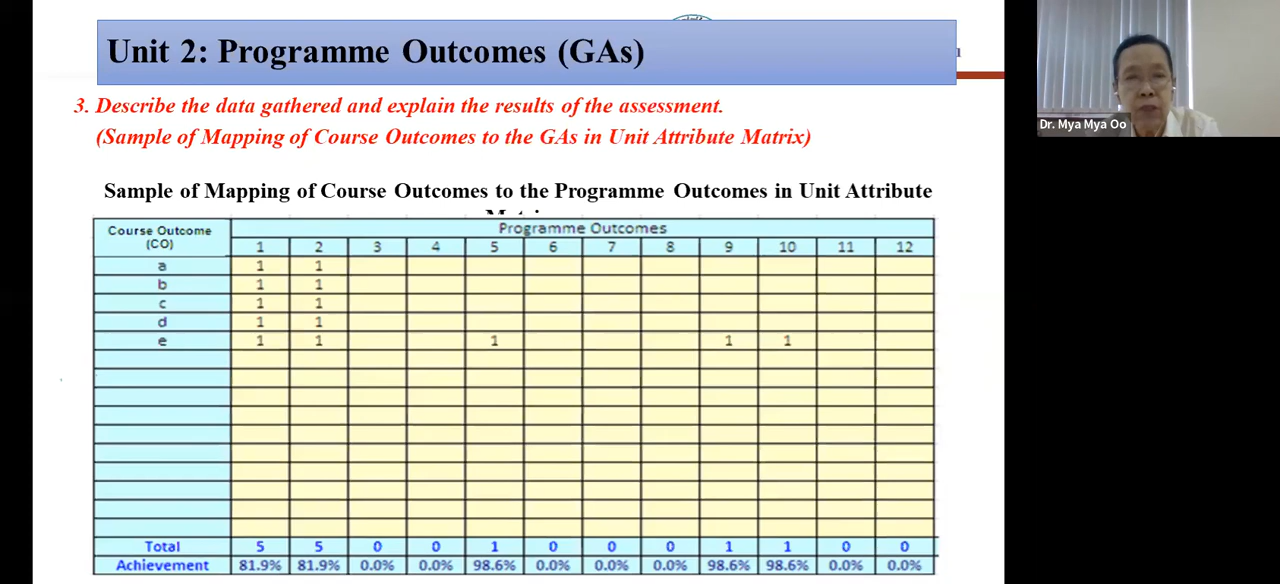 Unit 2: Programme Outcomes (GAs)
3. Describe the data gathered and explain the results of the assessment.
(Sample of Mapping of Course Outcomes to the GAs in Unit Attribute Matrix)
Sample of Mapping of Course Outcomes to the Programme Outcomes in Unit Attribute
Course Outcome (CO) Programme Outcomes
1 2 3 4 5 6 7 8 9 10 11 12
a 1 1
b 1 1
c 1 1
d 1 1
e 1 1 1 1 1
Total 5 5 0 0 1 0 0 0 1 1 0 0
Achievement 81.9% 81.9% 0.0% 0.0% 98.6% 0.0% 0.0% 0.0% 98.6% 98.6% 0.0% 0.0%
Dr. Mya Mya Oo